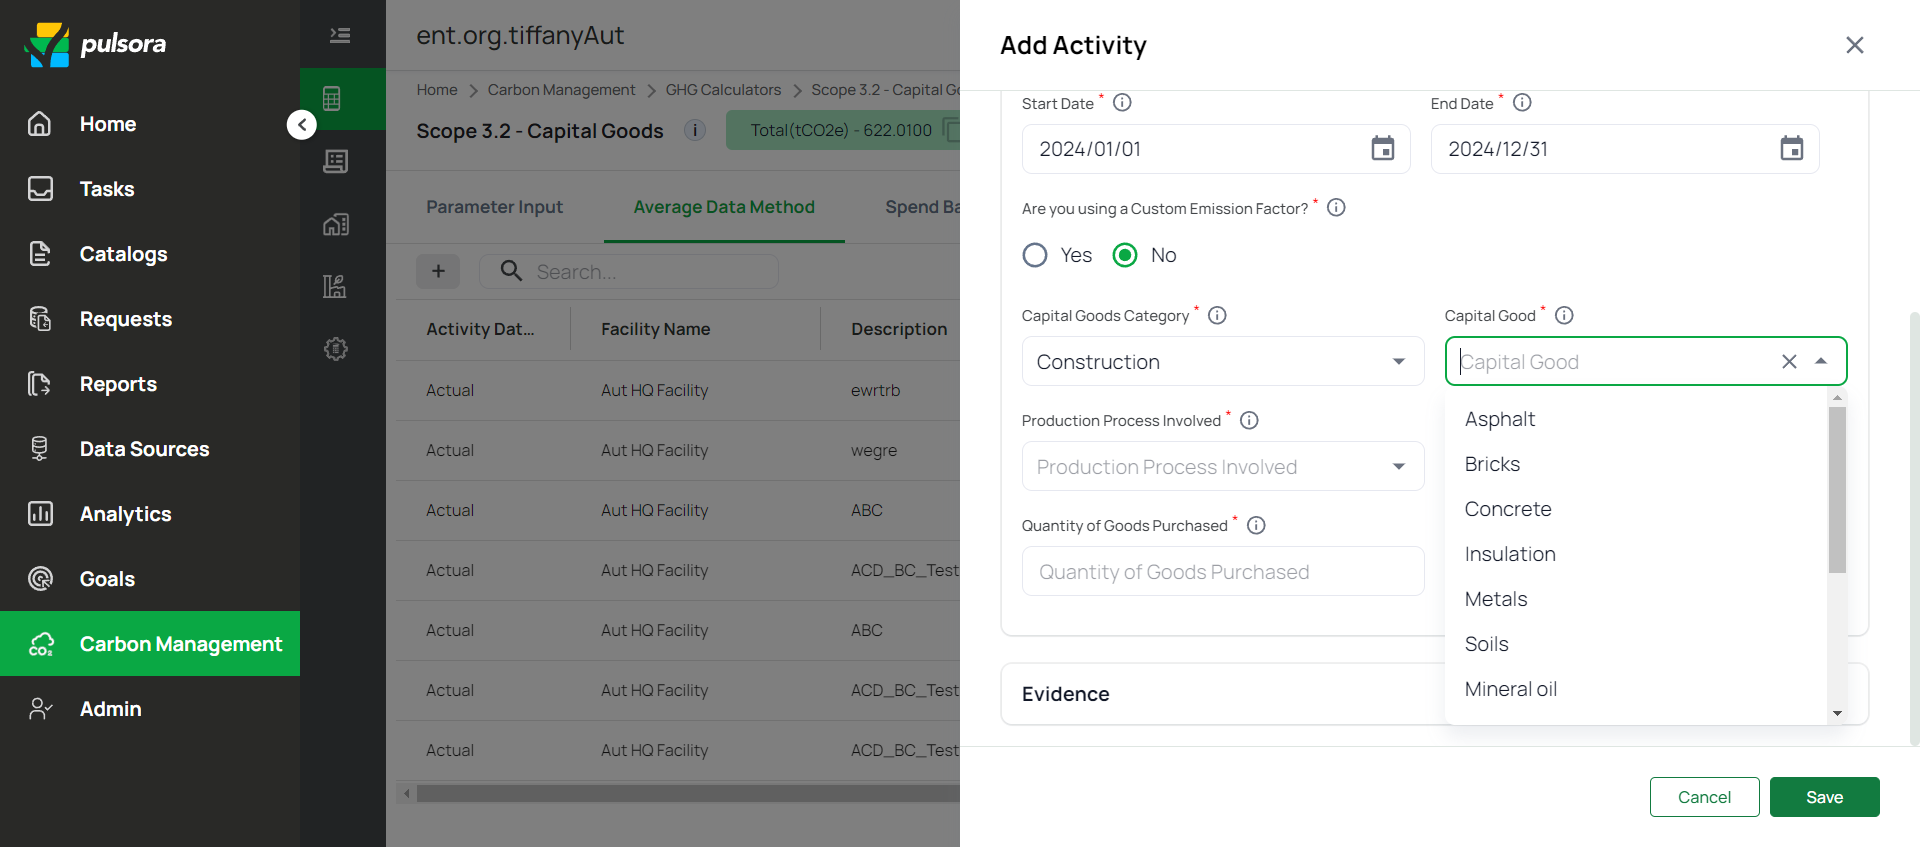 pulsora
Home
Tasks
Catalogs
Requests
Reports
Data Sources
Analytics
Goals
Carbon Management
Admin
ent.org.tiffanyAut
Home > Carbon Management > GHG Calculators > Scope 3.2 - Capital Go
Scope 3.2 - Capital Goods Total(tCO2e) - 622.0100
Parameter Input Average Data Method Spend Ba
+ Search...
Activity Dat... Facility Name Description
Actual Aut HQ Facility ewrtrb
Actual Aut HQ Facility wegre
Actual Aut HQ Facility ABC
Actual Aut HQ Facility ACD_BC_Test
Actual Aut HQ Facility ABC
Actual Aut HQ Facility ACD_BC_Test
Actual Aut HQ Facility ACD_BC_Test
Add Activity
Start Date * End Date *
2024/01/01 2024/12/31
Are you using a Custom Emission Factor? *
Yes No
Capital Goods Category * Capital Good *
Construction Capital Good
Production Process Involved *
Production Process Involved
Quantity of Goods Purchased *
Quantity of Goods Purchased
Asphalt
Bricks
Concrete
Insulation
Metals
Soils
Mineral oil
Evidence
Cancel Save